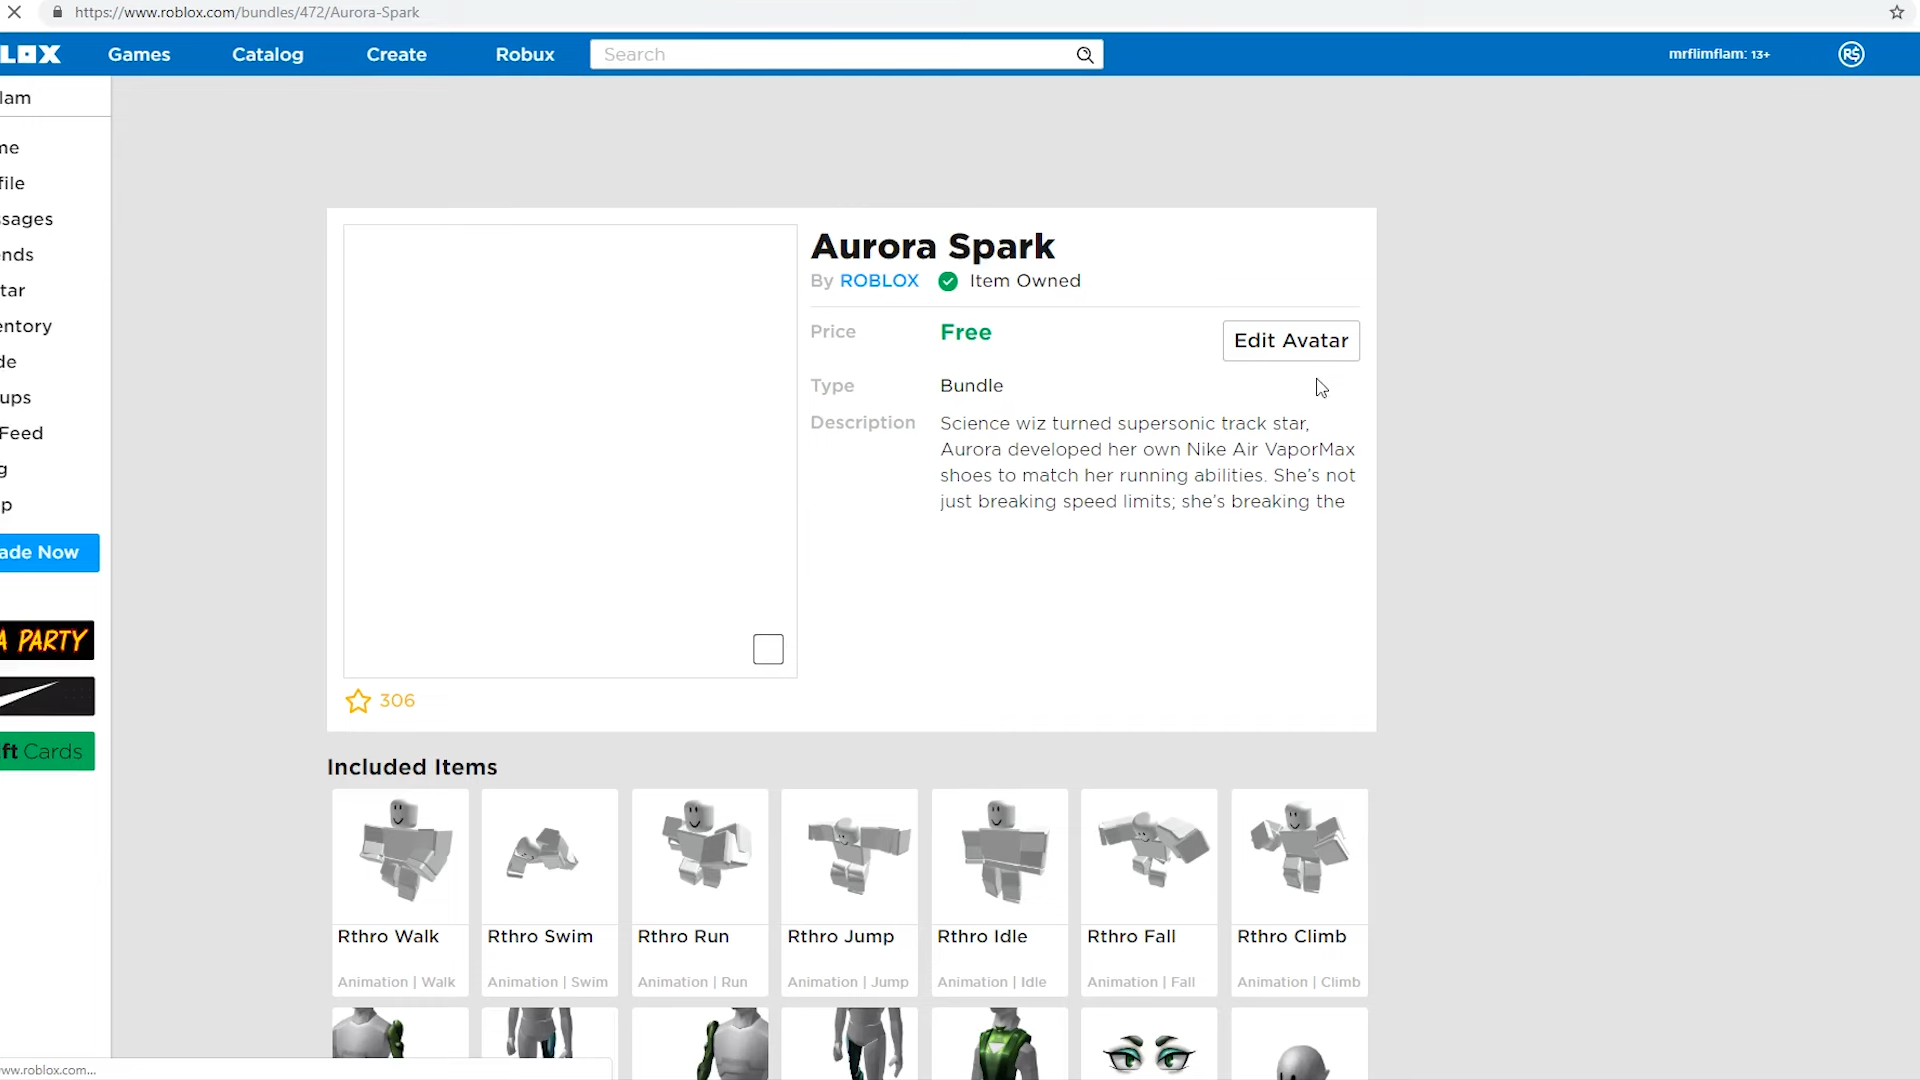 https://www.roblox.com/bundles/472/Aurora-Spark
LOX
Games
Catalog
Create
Robux
Search
mrflimflam: 13+
R$
lam
me
file
ssages
ends
tar
entory
de
ups
Feed
g
p
ade Now
A PARTY
ft Cards
Aurora Spark
By ROBLOX
Item Owned
Price
Free
Edit Avatar
Type
Bundle
Description
Science wiz turned supersonic track star,
Aurora developed her own Nike Air VaporMax
shoes to match her running abilities. She's not
just breaking speed limits; she's breaking the
306
Included Items
Rthro Walk
Animation | Walk
Rthro Swim
Animation | Swim
Rthro Run
Animation | Run
Rthro Jump
Animation | Jump
Rthro Idle
Animation | Idle
Rthro Fall
Animation | Fall
Rthro Climb
Animation | Climb
ww.roblox.com...